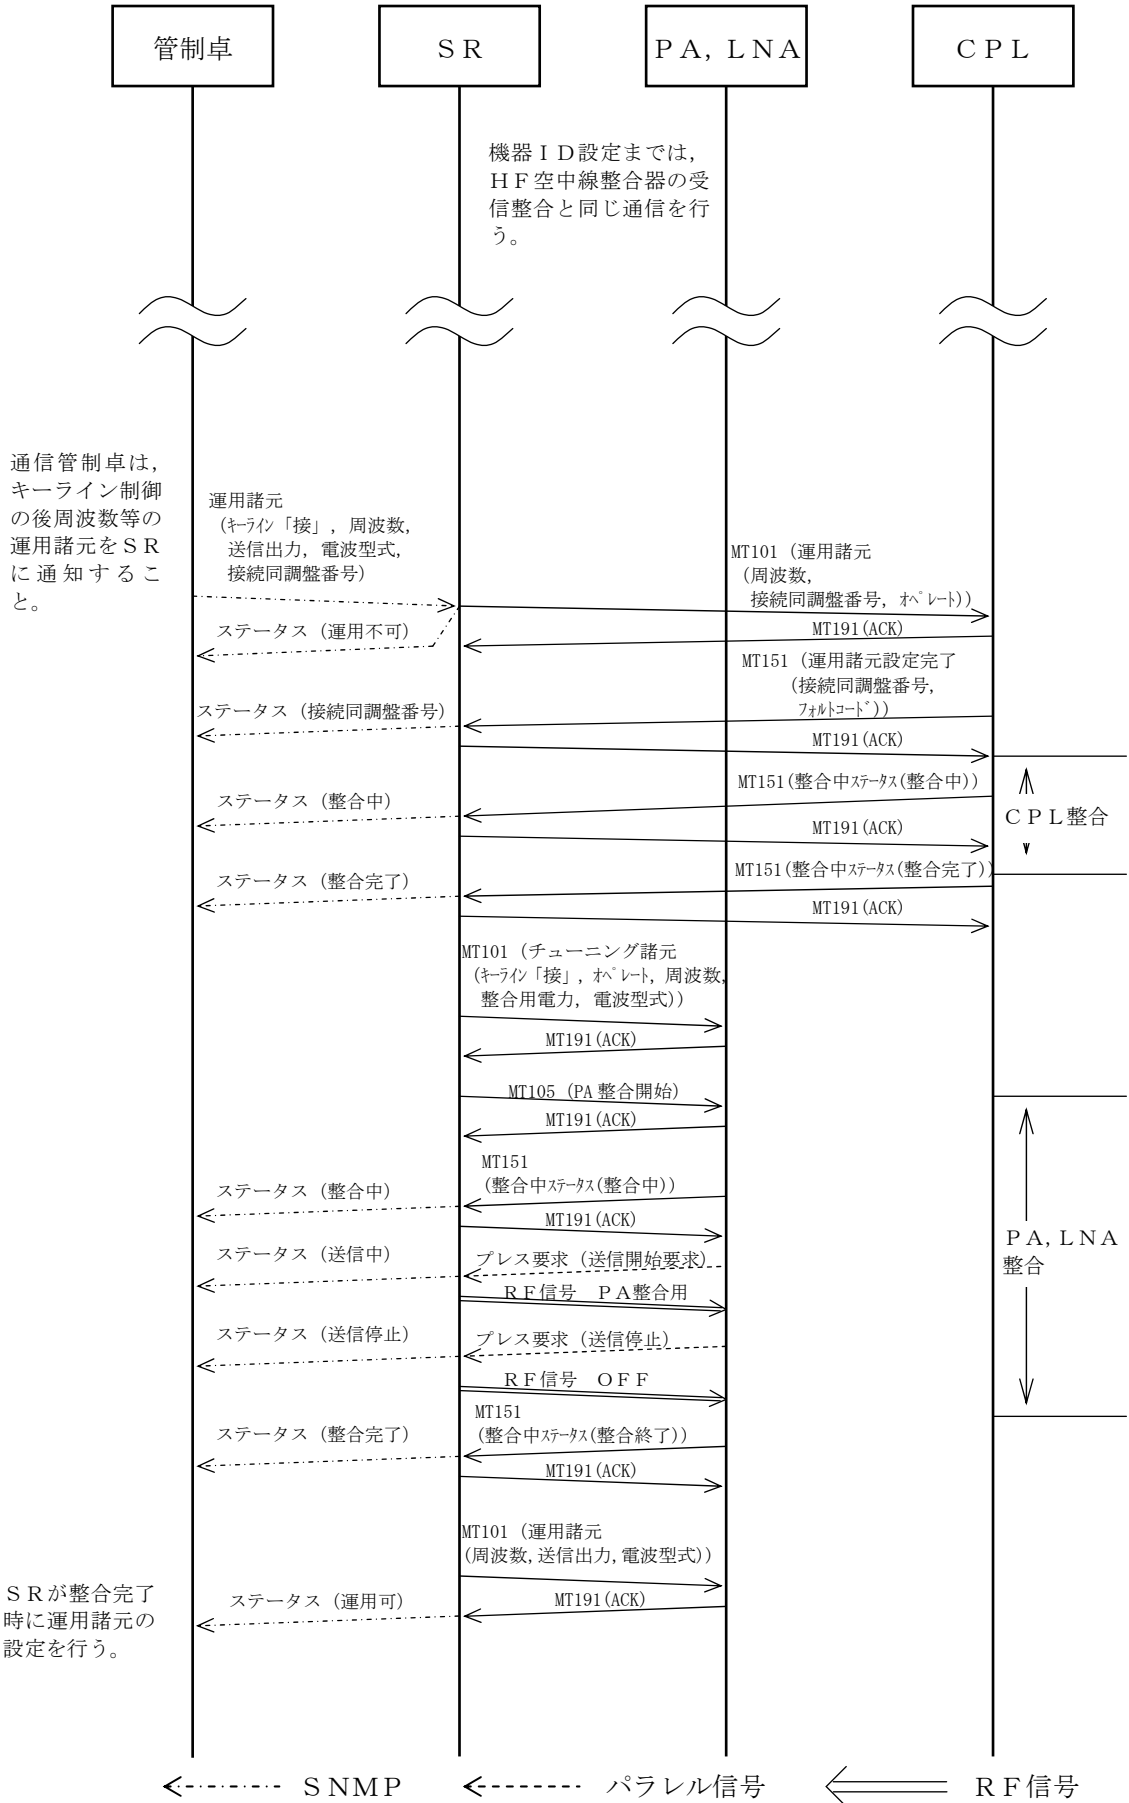 管制卓
ＳＲ
ＰＡ，ＬＮＡ
ＣＰＬ
機器ＩＤ設定までは，
ＨＦ空中線整合器の受
信整合と同じ通信を行
う。
通信管制卓は，
キーライン制御
の後周波数等の
運用諸元をＳＲ
に通知するこ
と。
運用諸元
（ｷｰﾗｲﾝ「接」，周波数，
送信出力，電波型式，
接続同調盤番号）
MT101（運用諸元
（周波数，
接続同調盤番号，ｵﾍﾟﾚｰﾄ））
ステータス（運用不可）
MT191(ACK)
MT151（運用諸元設定完了
（接続同調盤番号，
ﾌｫﾙﾄｺｰﾄﾞ））
ステータス（接続同調盤番号）
MT191(ACK)
MT151(整合中ｽﾃｰﾀｽ(整合中))
ステータス（整合中）
ＣＰＬ整合
MT191(ACK)
MT151(整合中ｽﾃｰﾀｽ(整合完了))
ステータス（整合完了）
MT191(ACK)
MT101（チューニング諸元
（ｷｰﾗｲﾝ「接」，ｵﾍﾟﾚｰﾄ，周波数，
整合用電力，電波型式））
MT191(ACK)
MT105（PA整合開始）
MT191(ACK)
MT151
(整合中ｽﾃｰﾀｽ(整合中))
ステータス（整合中）
MT191(ACK)
ＰＡ，ＬＮＡ
整合
ステータス（送信中）
プレス要求（送信開始要求）
ＲＦ信号　ＰＡ整合用
ステータス（送信停止）
プレス要求（送信停止）
ＲＦ信号　ＯＦＦ
MT151
(整合中ｽﾃｰﾀｽ(整合終了))
ステータス（整合完了）
MT191(ACK)
MT101（運用諸元
(周波数，送信出力，電波型式))
ＳＲが整合完了
時に運用諸元の
設定を行う。
ステータス（運用可）
MT191(ACK)
ＳＮＭＰ
パラレル信号
ＲＦ信号